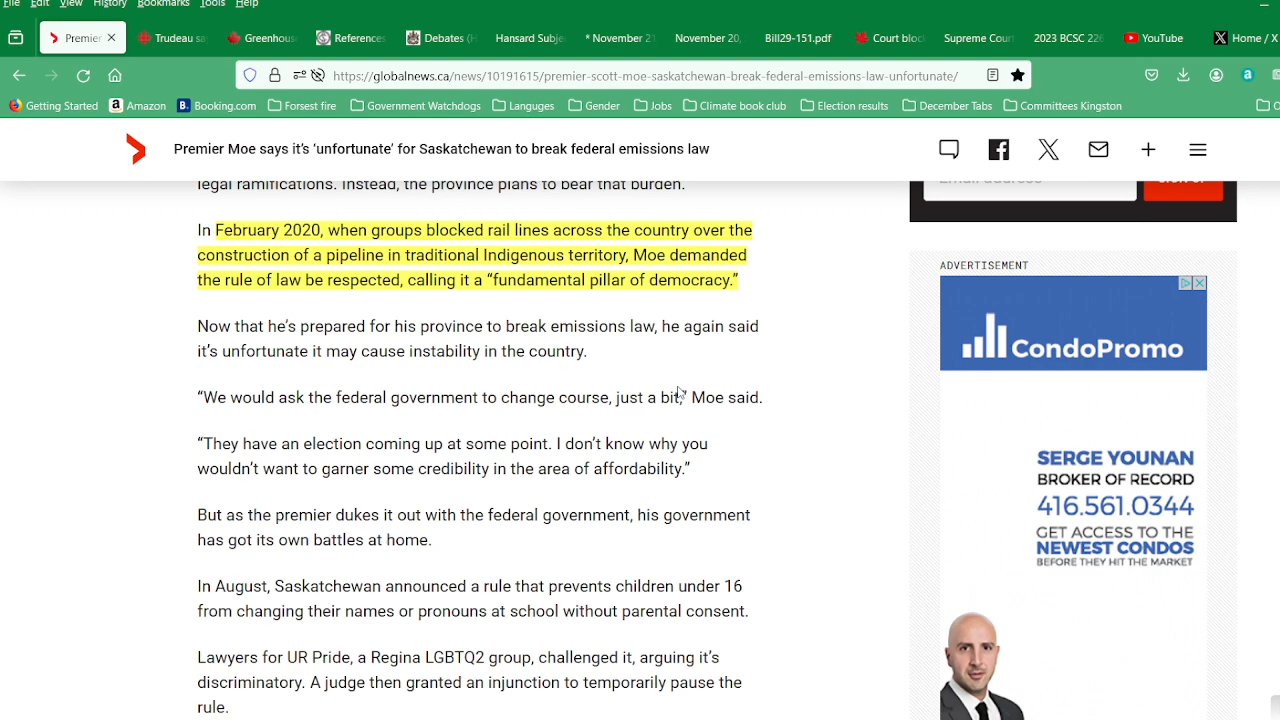 File Edit View History Bookmarks Tools Help
Premier Trudeau sa Greenhous References Debates (H Hansard Subje * November 21 November 20, Bill29-151.pdf Court bloc Supreme Cour 2023 BCSC 226 YouTube Home / X
https://globalnews.ca/news/10191615/premier-scott-moe-saskatchewan-break-federal-emissions-law-unfortunate/
Getting Started Amazon Booking.com Forsest fire Government Watchdogs Languges Gender Jobs Climate book club Election results December Tabs Committees Kingston
Premier Moe says it’s ‘unfortunate’ for Saskatchewan to break federal emissions law
legal ramifications. Instead, the province plans to bear that burden.
Email address SIGN UP
In February 2020, when groups blocked rail lines across the country over the
construction of a pipeline in traditional Indigenous territory, Moe demanded
the rule of law be respected, calling it a “fundamental pillar of democracy.”
Now that he’s prepared for his province to break emissions law, he again said
it’s unfortunate it may cause instability in the country.
“We would ask the federal government to change course, just a bit,” Moe said.
“They have an election coming up at some point. I don’t know why you
wouldn’t want to garner some credibility in the area of affordability.”
But as the premier dukes it out with the federal government, his government
has got its own battles at home.
In August, Saskatchewan announced a rule that prevents children under 16
from changing their names or pronouns at school without parental consent.
Lawyers for UR Pride, a Regina LGBTQ2 group, challenged it, arguing it’s
discriminatory. A judge then granted an injunction to temporarily pause the
rule.
ADVERTISEMENT
CondoPromo
SERGE YOUNAN
BROKER OF RECORD
416.561.0344
GET ACCESS TO THE
NEWEST CONDOS
BEFORE THEY HIT THE MARKET